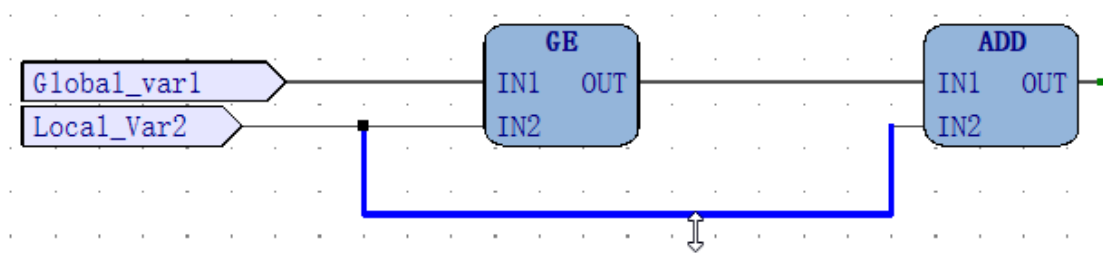 GE
ADD
Global_var1
IN1 OUT
IN1 OUT
Local_Var2
IN2
IN2